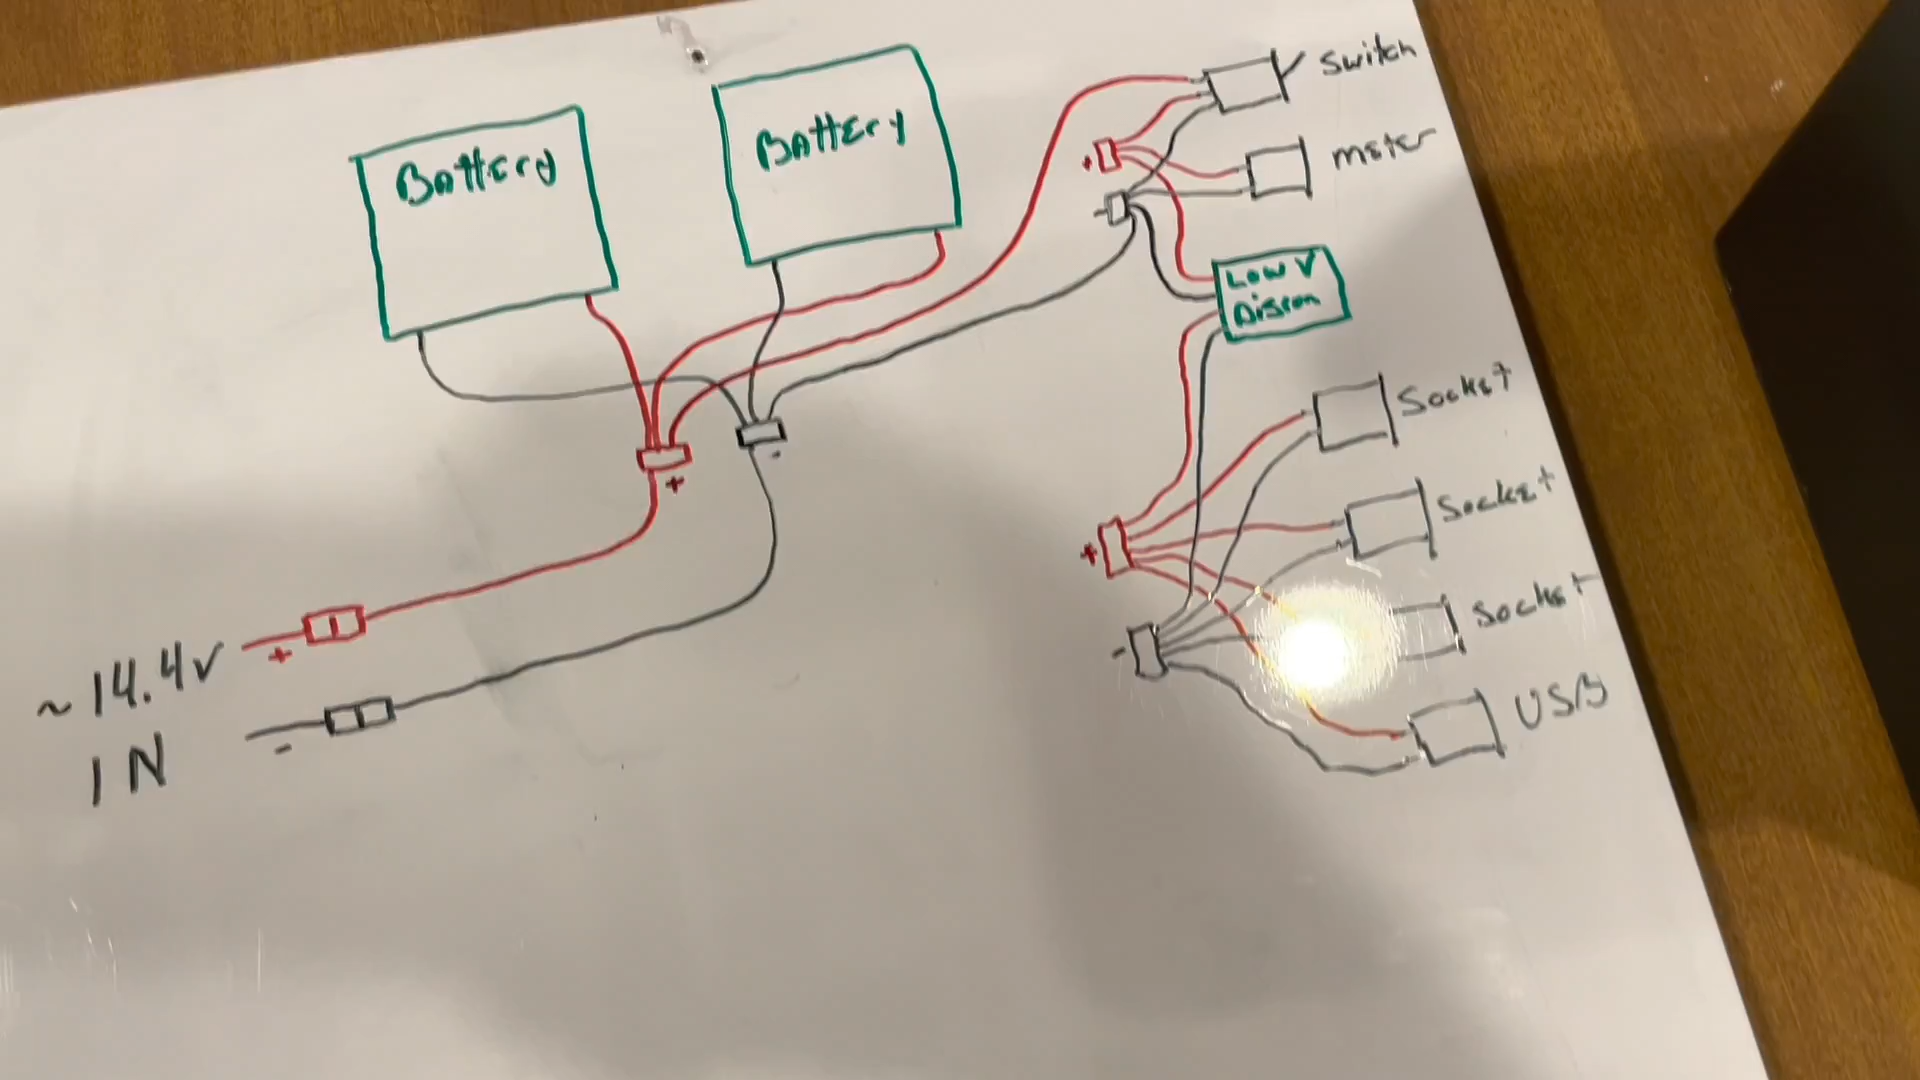 Battery
Battery
Switch
meter
Low V
Discon
Socket
Socket
Socket
USB
+
-
+
-
+
-
~14.4v
IN
+
-